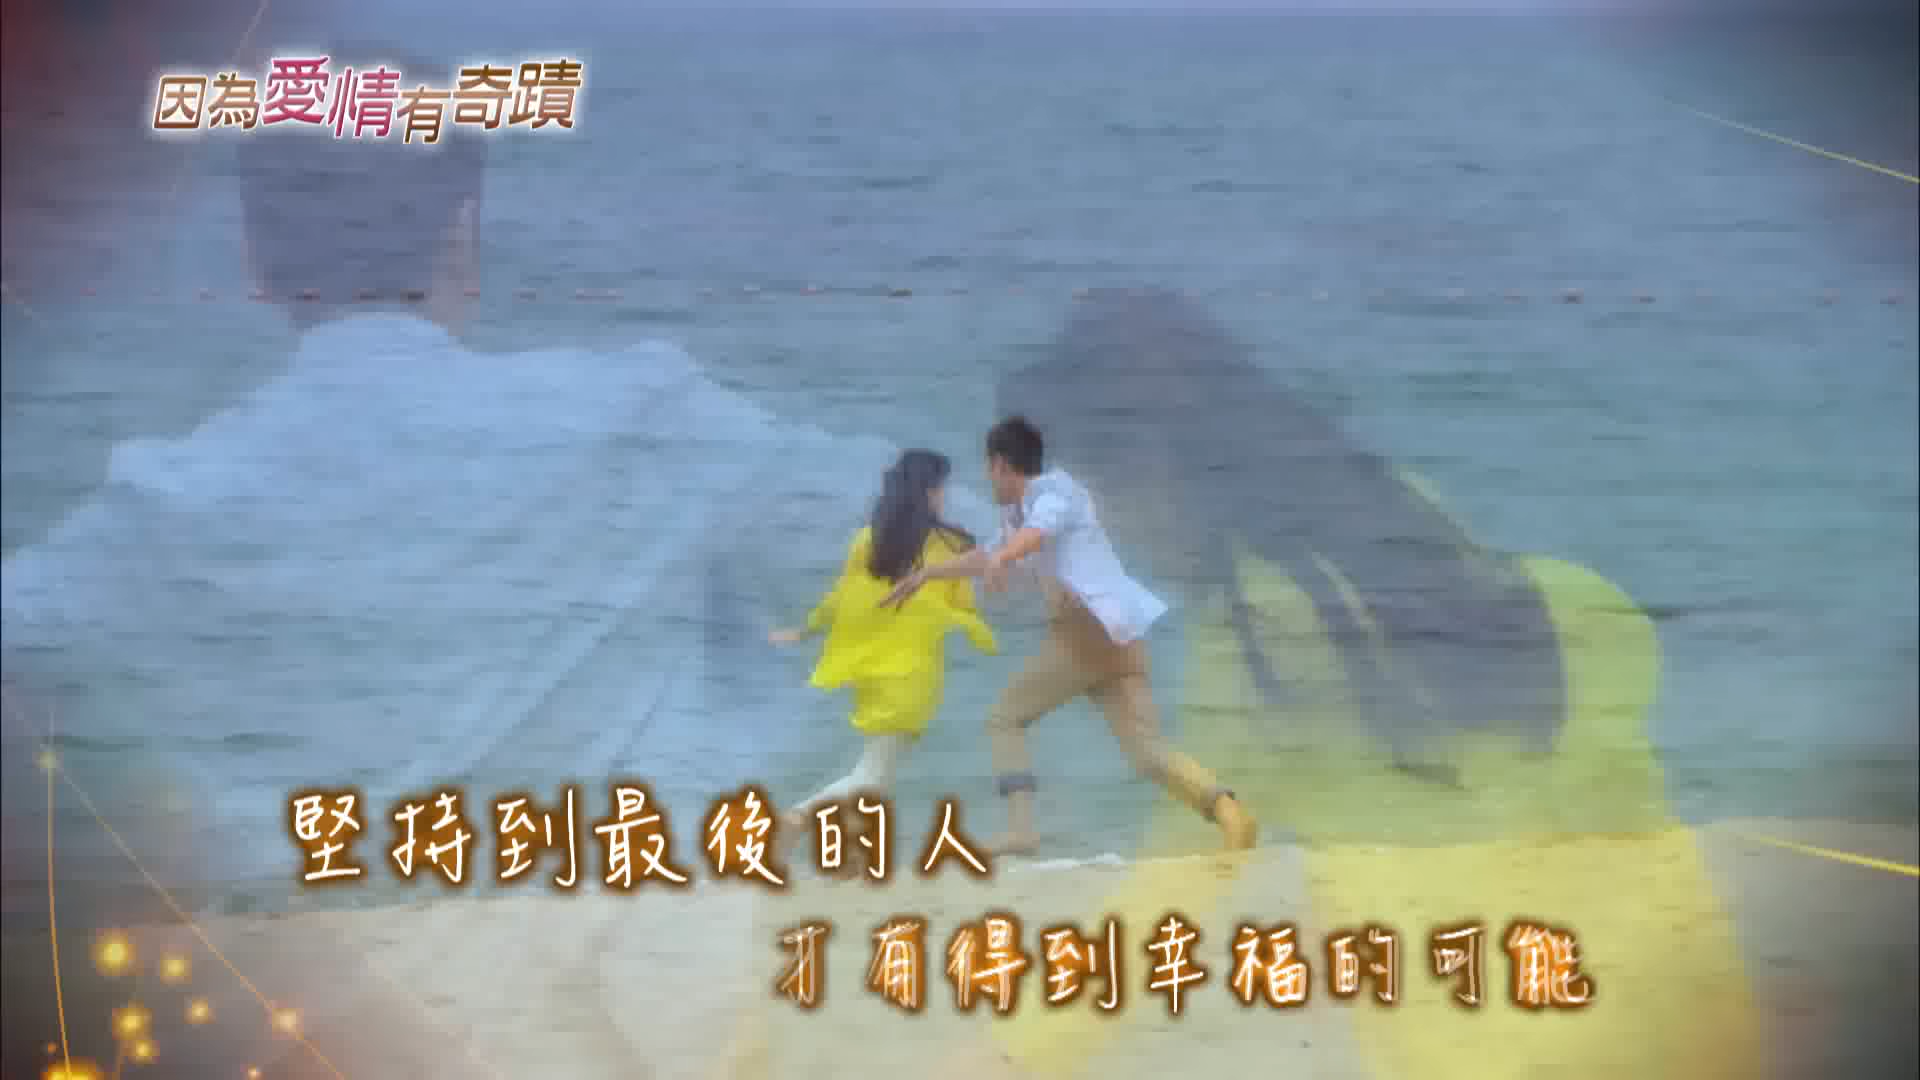 因為愛情有奇蹟
堅持到最後的人
才有得到幸福的可能